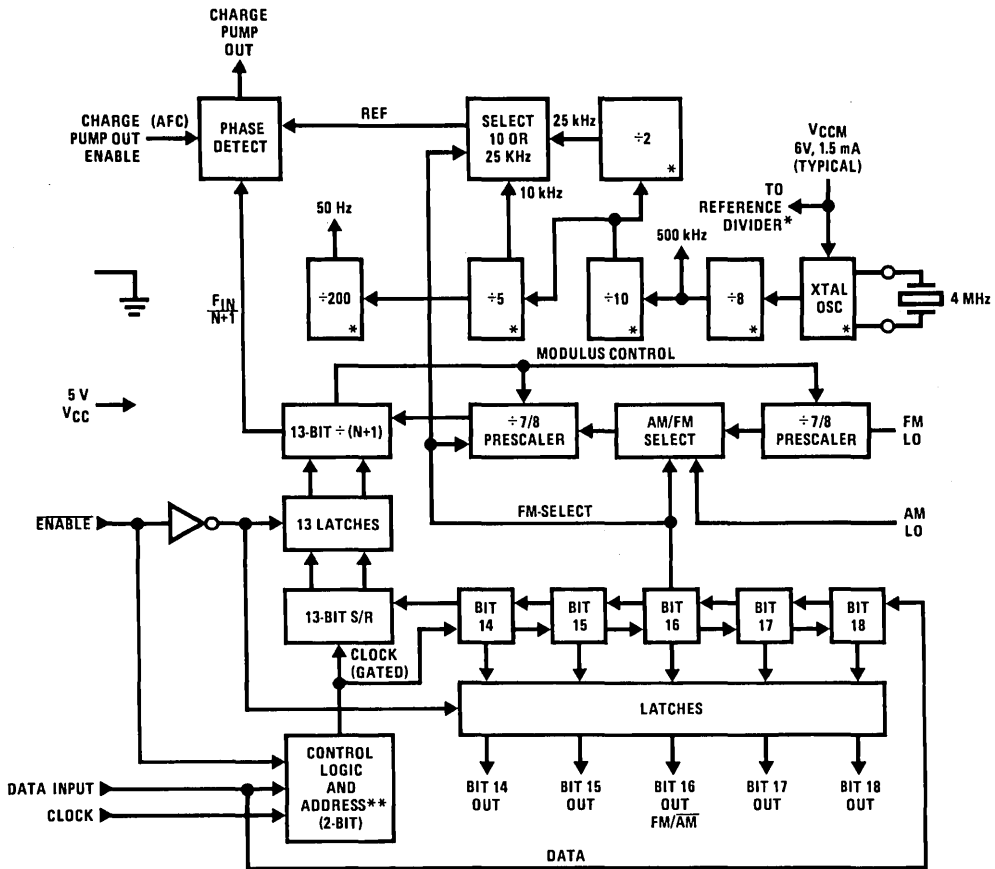 CHARGE
PUMP
OUT
CHARGE (AFC)
PUMP OUT
ENABLE
PHASE
DETECT
REF
SELECT
10 OR
25 KHz
25 kHz
÷2
*
VCCM
6V, 1.5 mA
(TYPICAL)
TO
REFERENCE
DIVIDER*
10 kHz
50 Hz
500 kHz
÷200
*
÷5
*
÷10
*
÷8
*
XTAL
OSC
*
4 MHz
FIN
N+1
MODULUS CONTROL
5 V
VCC
13-BIT ÷ (N+1)
÷7/8
PRESCALER
AM/FM
SELECT
÷7/8
PRESCALER
FM
LO
ENABLE
13 LATCHES
FM-SELECT
AM
LO
13-BIT S/R
BIT
14
BIT
15
BIT
16
BIT
17
BIT
18
CLOCK
(GATED)
LATCHES
CONTROL
LOGIC
AND
ADDRESS**
(2-BIT)
DATA INPUT
CLOCK
BIT 14
OUT
BIT 15
OUT
BIT 16
OUT
FM/AM
BIT 17
OUT
BIT 18
OUT
DATA